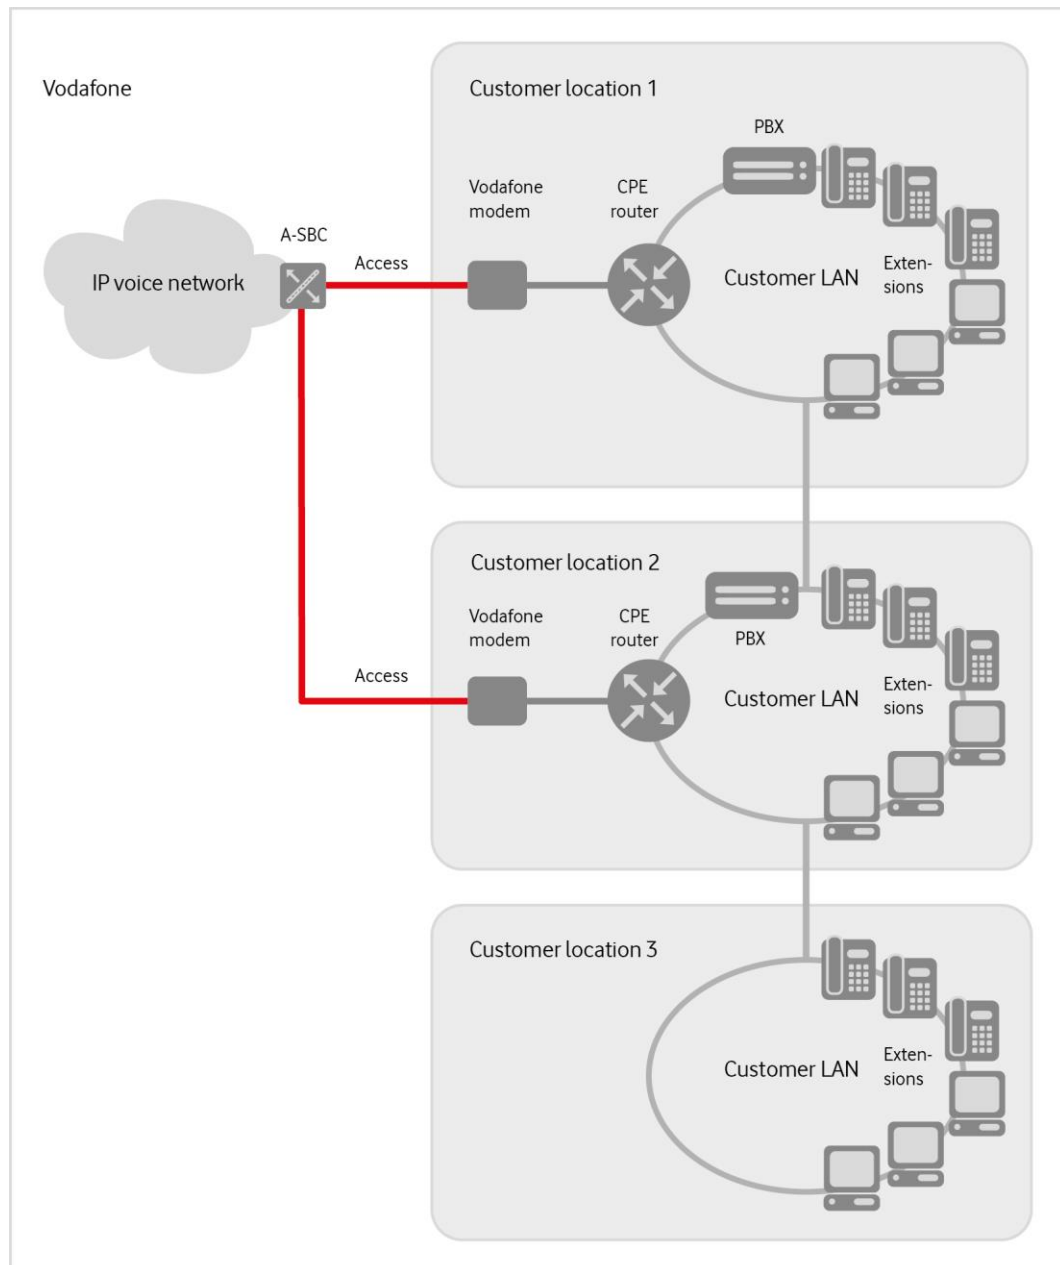 Vodafone
Customer location 1
PBX
Vodafone
modem
CPE
router
A-SBC
Access
IP voice network
Customer LAN
Exten-
sions
Customer location 2
Vodafone
modem
CPE
router
PBX
Access
Customer LAN
Exten-
sions
Customer location 3
Customer LAN
Exten-
sions